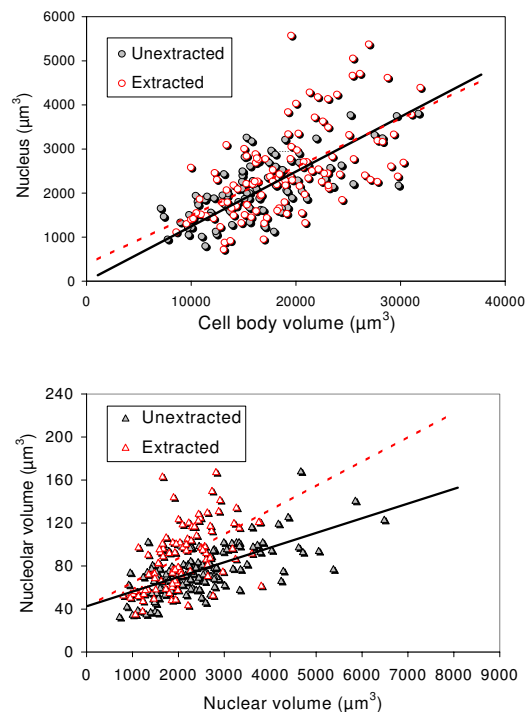 6000
5000
4000
3000
2000
1000
0
Nucleus (µm³)
Unextracted
Extracted
0 10000 20000 30000 40000
Cell body volume (µm³)
240
200
160
120
80
40
0
Nucleolar volume (µm³)
Unextracted
Extracted
0 1000 2000 3000 4000 5000 6000 7000 8000 9000
Nuclear volume (µm³)